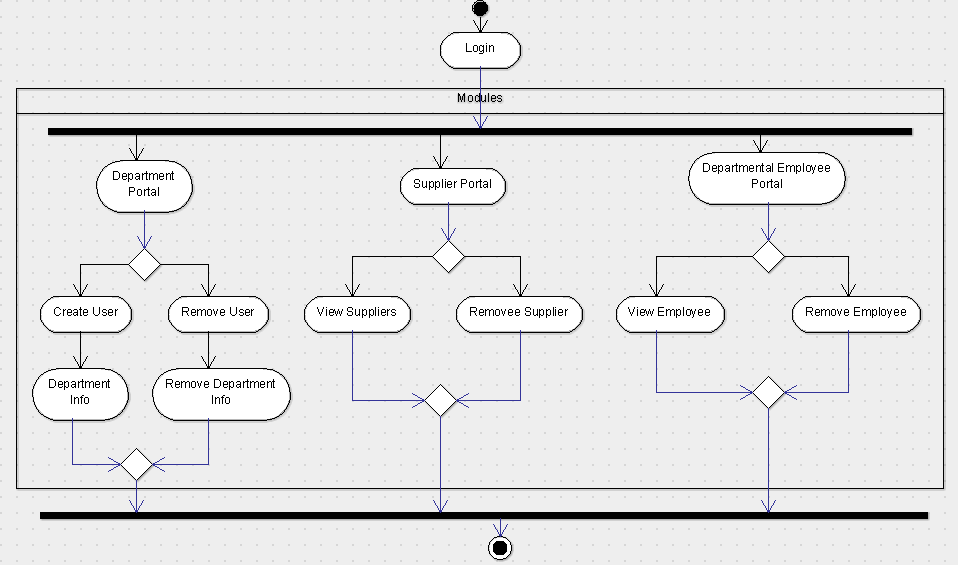 Login
Modules
Department
Portal
Supplier Portal
Departmental Employee
Portal
Create User
Remove User
View Suppliers
Removee Supplier
View Employee
Remove Employee
Department
Info
Remove Department
Info